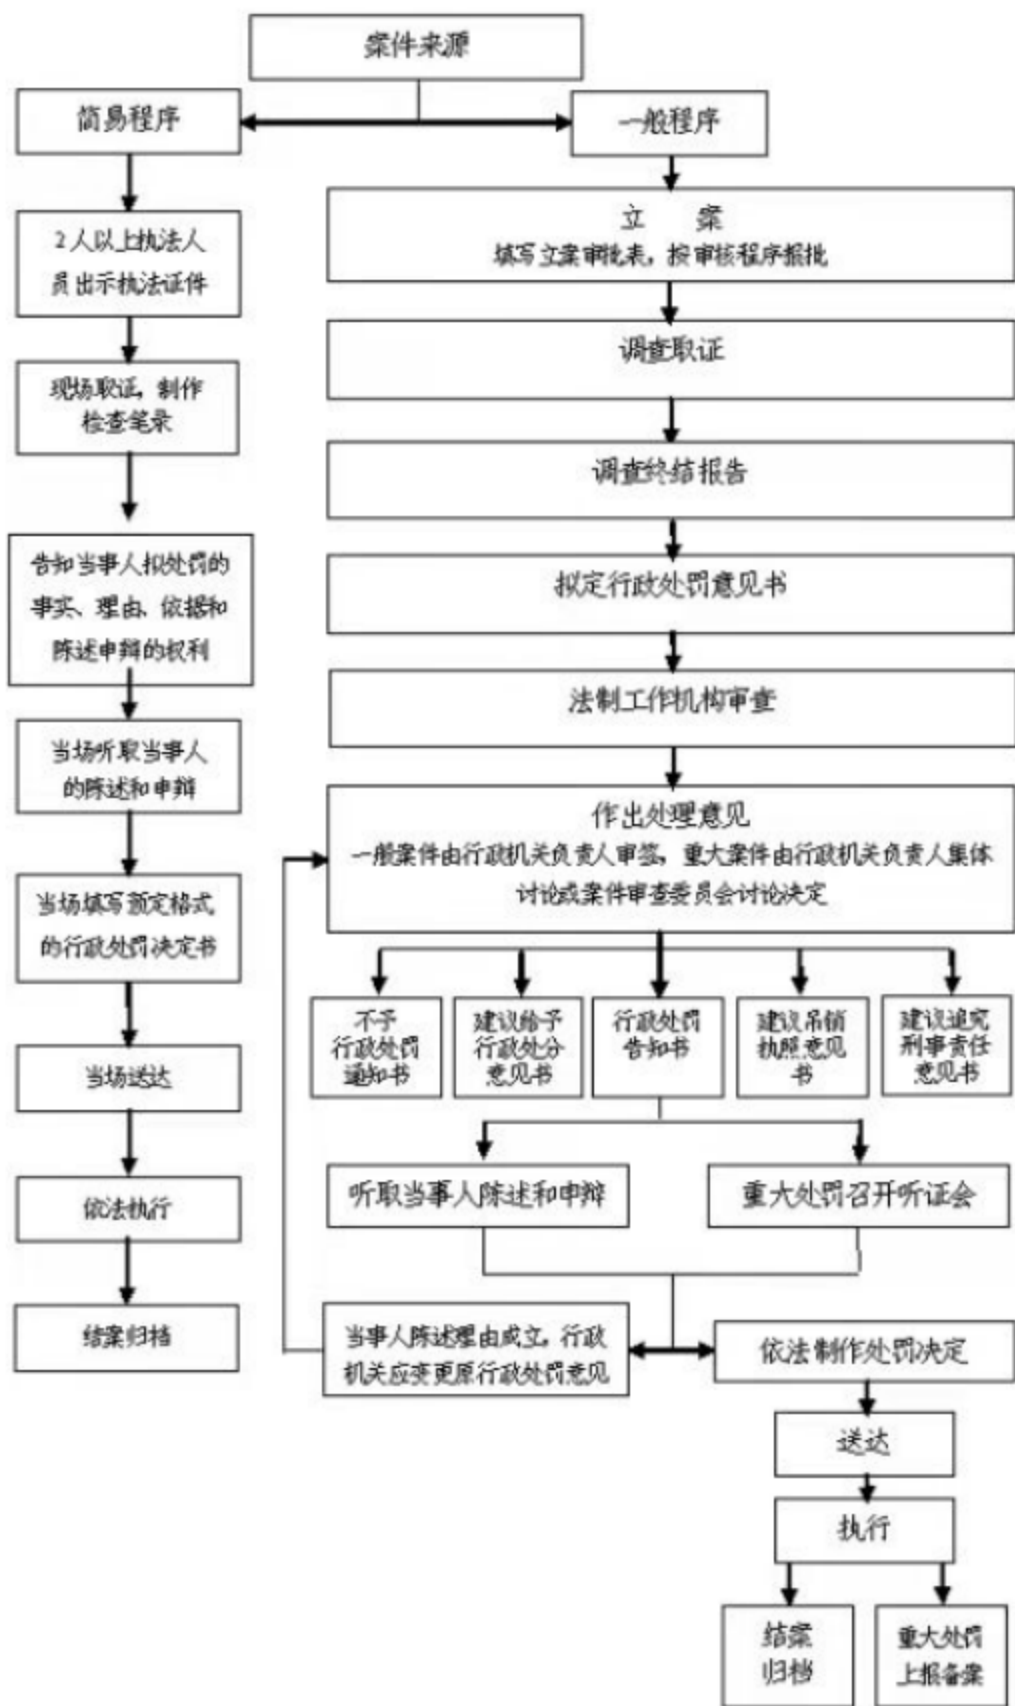 案件来源
简易程序
一般程序
2人以上执法人
员出示执法证件
现场取证，制作
检查笔录
告知当事人拟处罚的
事实、理由、依据和
陈述申辩的权利
当场听取当事人
的陈述和申辩
当场填写预定格式
的行政处罚决定书
当场送达
依法执行
结案归档
立 案
填写立案审批表，按审核程序报批
调查取证
调查终结报告
拟定行政处罚意见书
法制工作机构审查
作出处理意见
一般案件由行政机关负责人审签，重大案件由行政机关负责人集体
讨论或案件审查委员会讨论决定
不予
行政处罚
通知书
建议给予
行政处分
意见书
行政处罚
告知书
建议吊销
执照意见
书
建议追究
刑事责任
意见书
听取当事人陈述和申辩
重大处罚召开听证会
当事人陈述理由成立，行政
机关应变更原行政处罚意见
依法制作处罚决定
送达
执行
结案
归档
重大处罚
上报备案